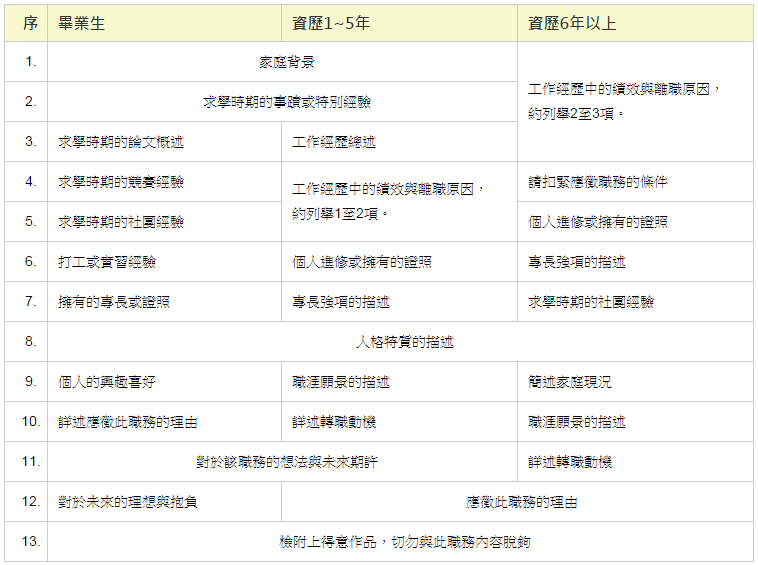 序 畢業生 資歷1~5年 資歷6年以上
1. 家庭背景
工作經歷中的績效與離職原因，
約列舉2至3項。
2. 求學時期的事蹟或特別經驗
3. 求學時期的論文概述 工作經歷總述
4. 求學時期的競賽經驗
工作經歷中的績效與離職原因，
約列舉1至2項。
請扣緊應徵職務的條件
5. 求學時期的社團經驗 個人進修或擁有的證照
6. 打工或實習經驗 個人進修或擁有的證照 專長強項的描述
7. 擁有的專長或證照 專長強項的描述 求學時期的社團經驗
8. 人格特質的描述
9. 個人的興趣喜好 職涯願景的描述 簡述家庭現況
10. 詳述應徵此職務的理由 詳述轉職動機 職涯願景的描述
11. 對於該職務的想法與未來期許 詳述轉職動機
12. 對於未來的理想與抱負 應徵此職務的理由
13. 檢附上得意作品，切勿與此職務內容脫鉤